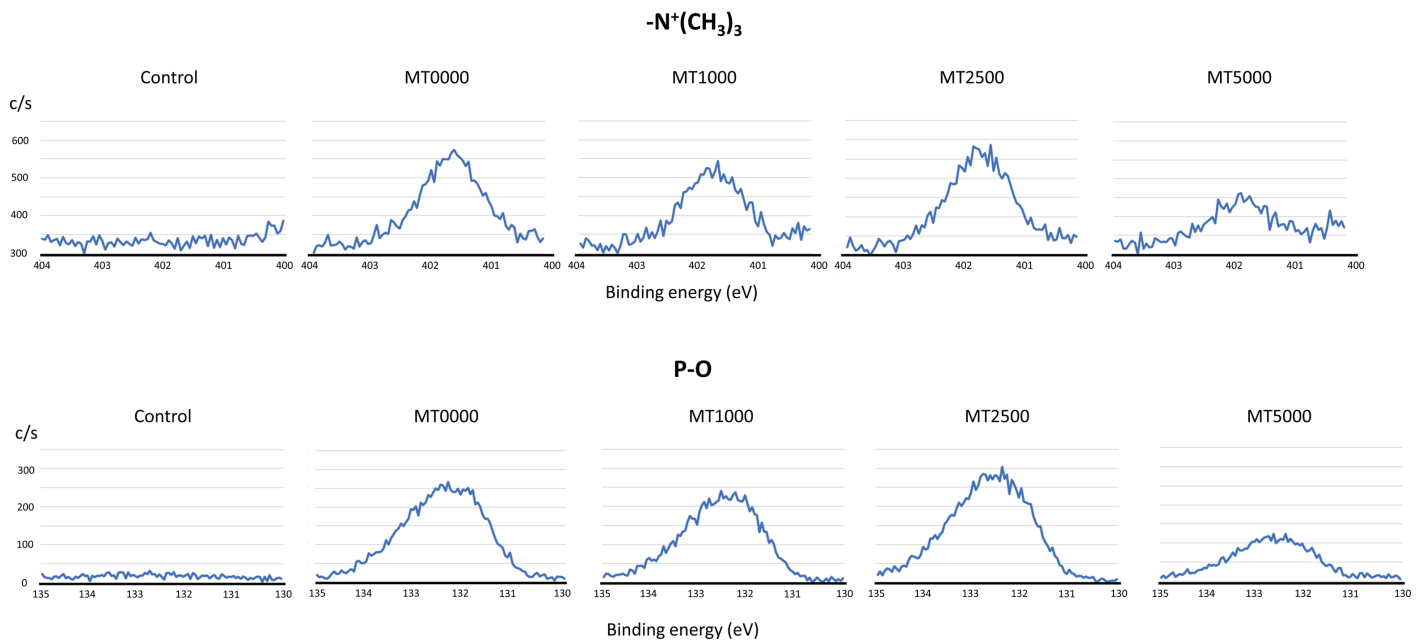 -N⁺(CH₃)₃
Control MT0000 MT1000 MT2500 MT5000
c/s
600
500
400
300
404 403 402 401 400 404 403 402 401 400 404 403 402 401 400 404 403 402 401 400 404 403 402 401 400
Binding energy (eV)
P-O
Control MT0000 MT1000 MT2500 MT5000
c/s
300
200
100
0
135 134 133 132 131 130 135 134 133 132 131 130 135 134 133 132 131 130 135 134 133 132 131 130 135 134 133 132 131 130
Binding energy (eV)